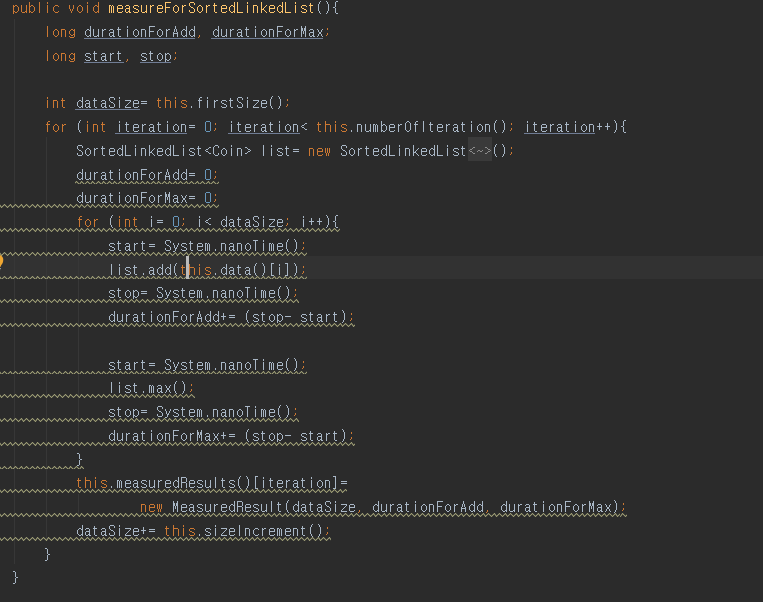 public void measureForSortedLinkedList(){
long durationForAdd, durationForMax;
long start, stop;
int dataSize= this.firstSize();
for (int iteration= 0; iteration< this.numberOfIteration(); iteration++){
SortedLinkedList<Coin> list= new SortedLinkedList<~>();
durationForAdd= 0;
durationForMax= 0;
for (int i= 0; i< dataSize; i++){
start= System.nanoTime();
list.add(this.data()[i]);
stop= System.nanoTime();
durationForAdd+= (stop- start);
start= System.nanoTime();
list.max();
stop= System.nanoTime();
durationForMax+= (stop- start);
}
this.measuredResults()[iteration]=
new MeasuredResult(dataSize, durationForAdd, durationForMax);
dataSize+= this.sizeIncrement();
}
}